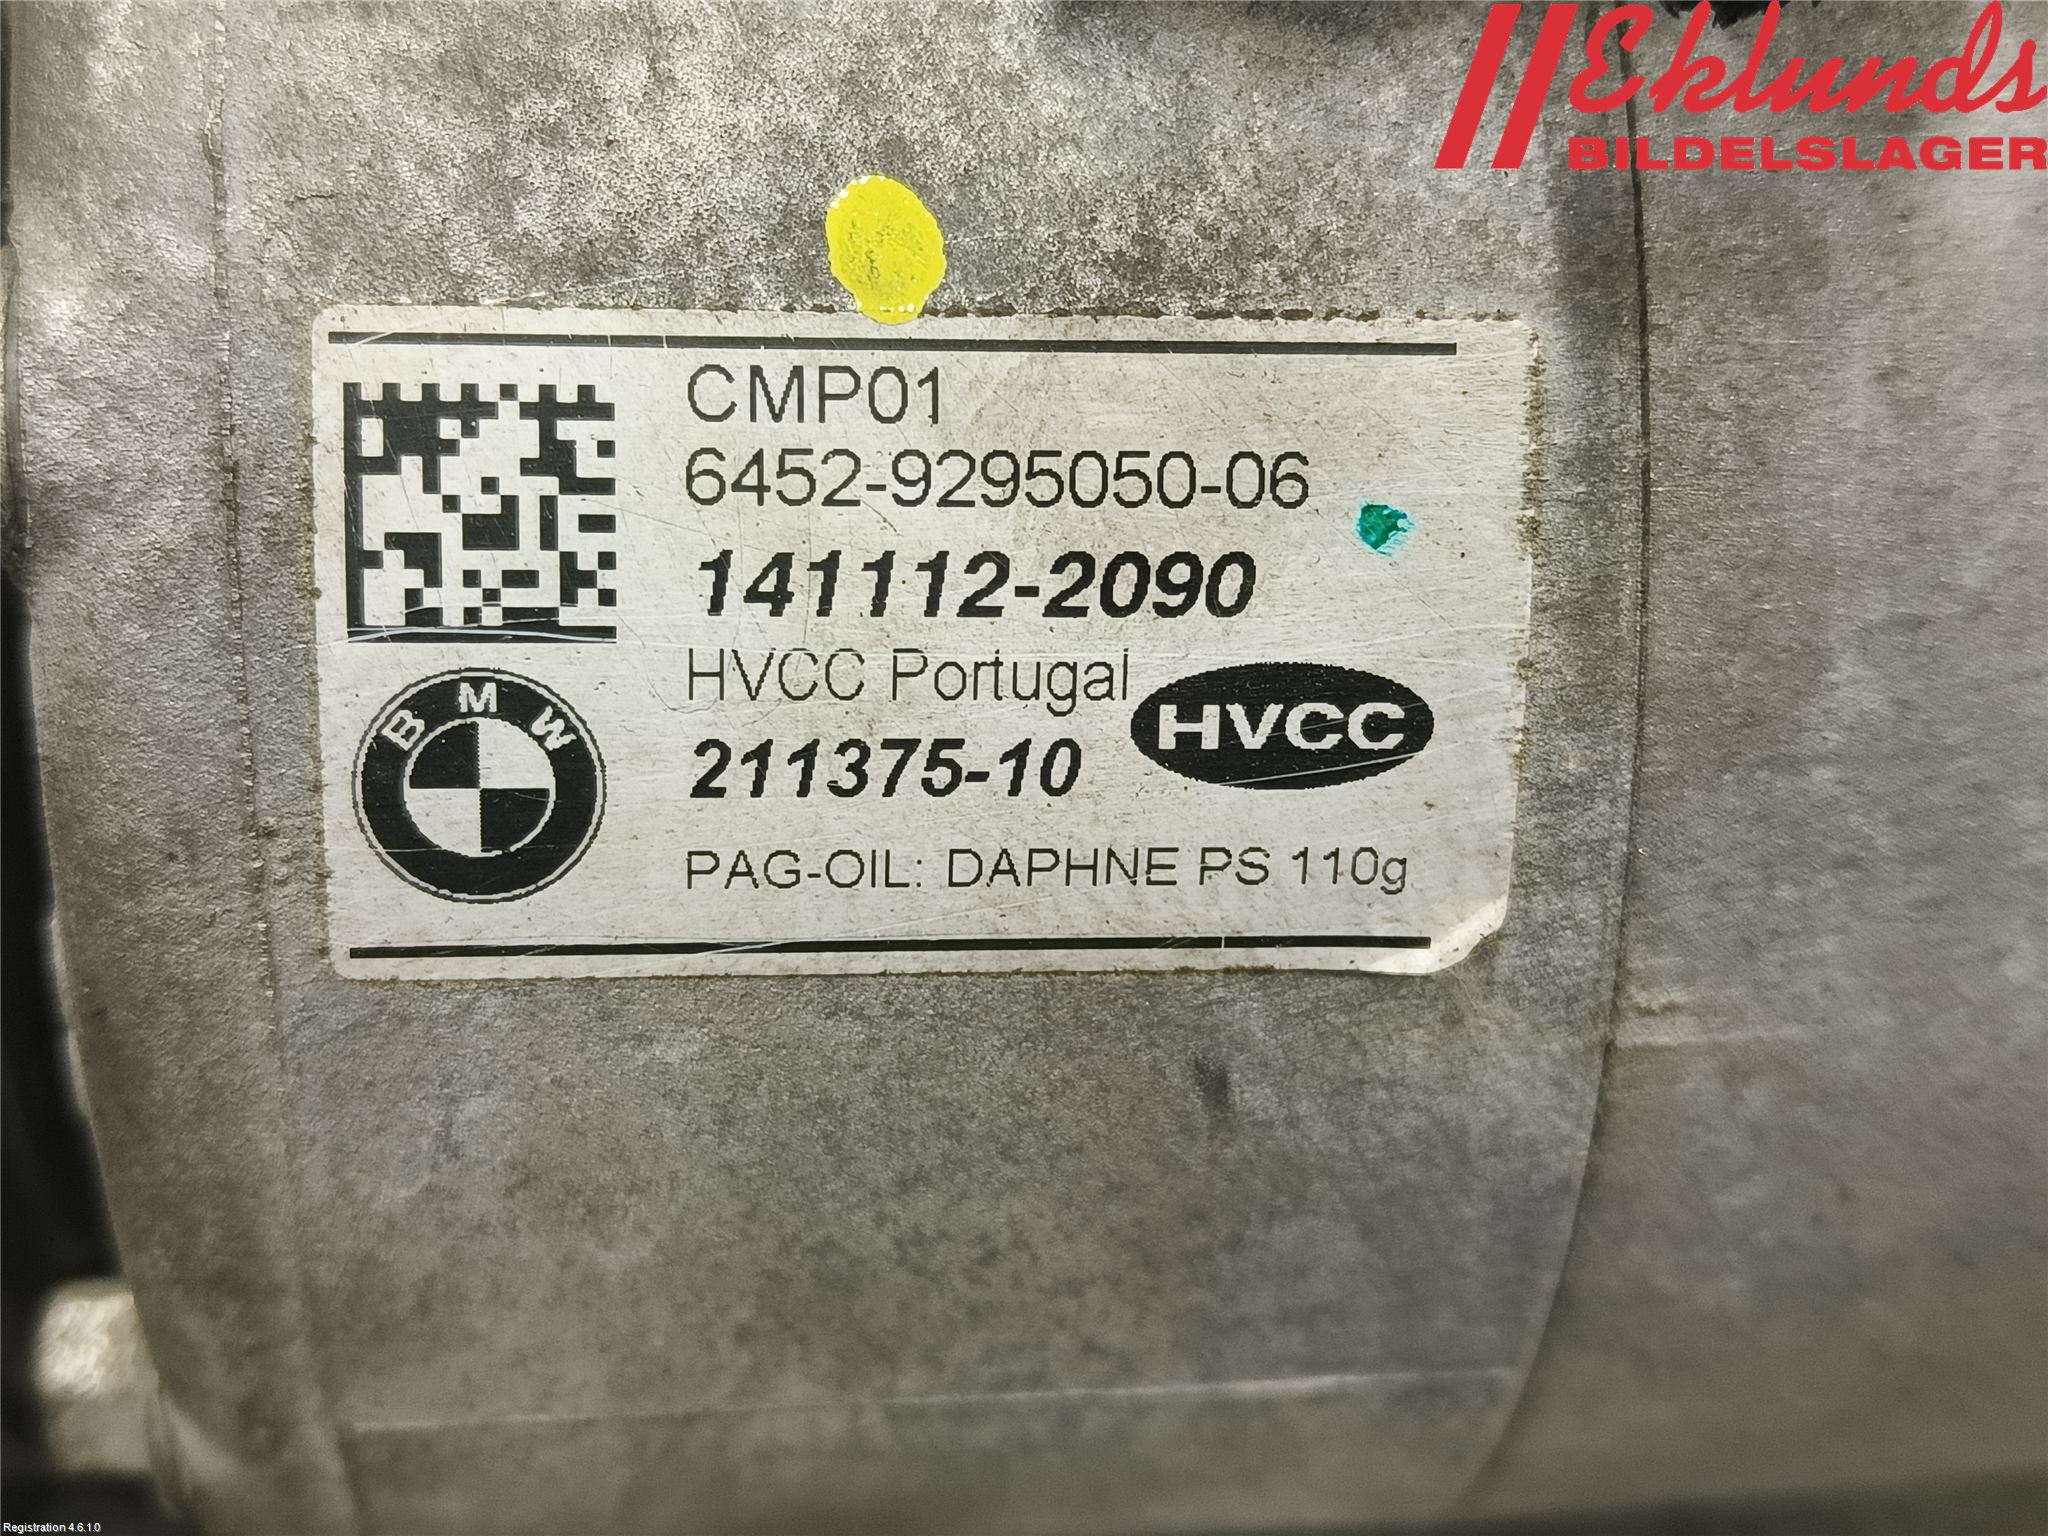 Eklunds
BILDELSLAGER
CMP01
6452-9295050-06
141112-2090
HVCC Portugal
HVCC
211375-10
BMW
PAG-OIL: DAPHNE PS 110g
Registration 4.6.1.0